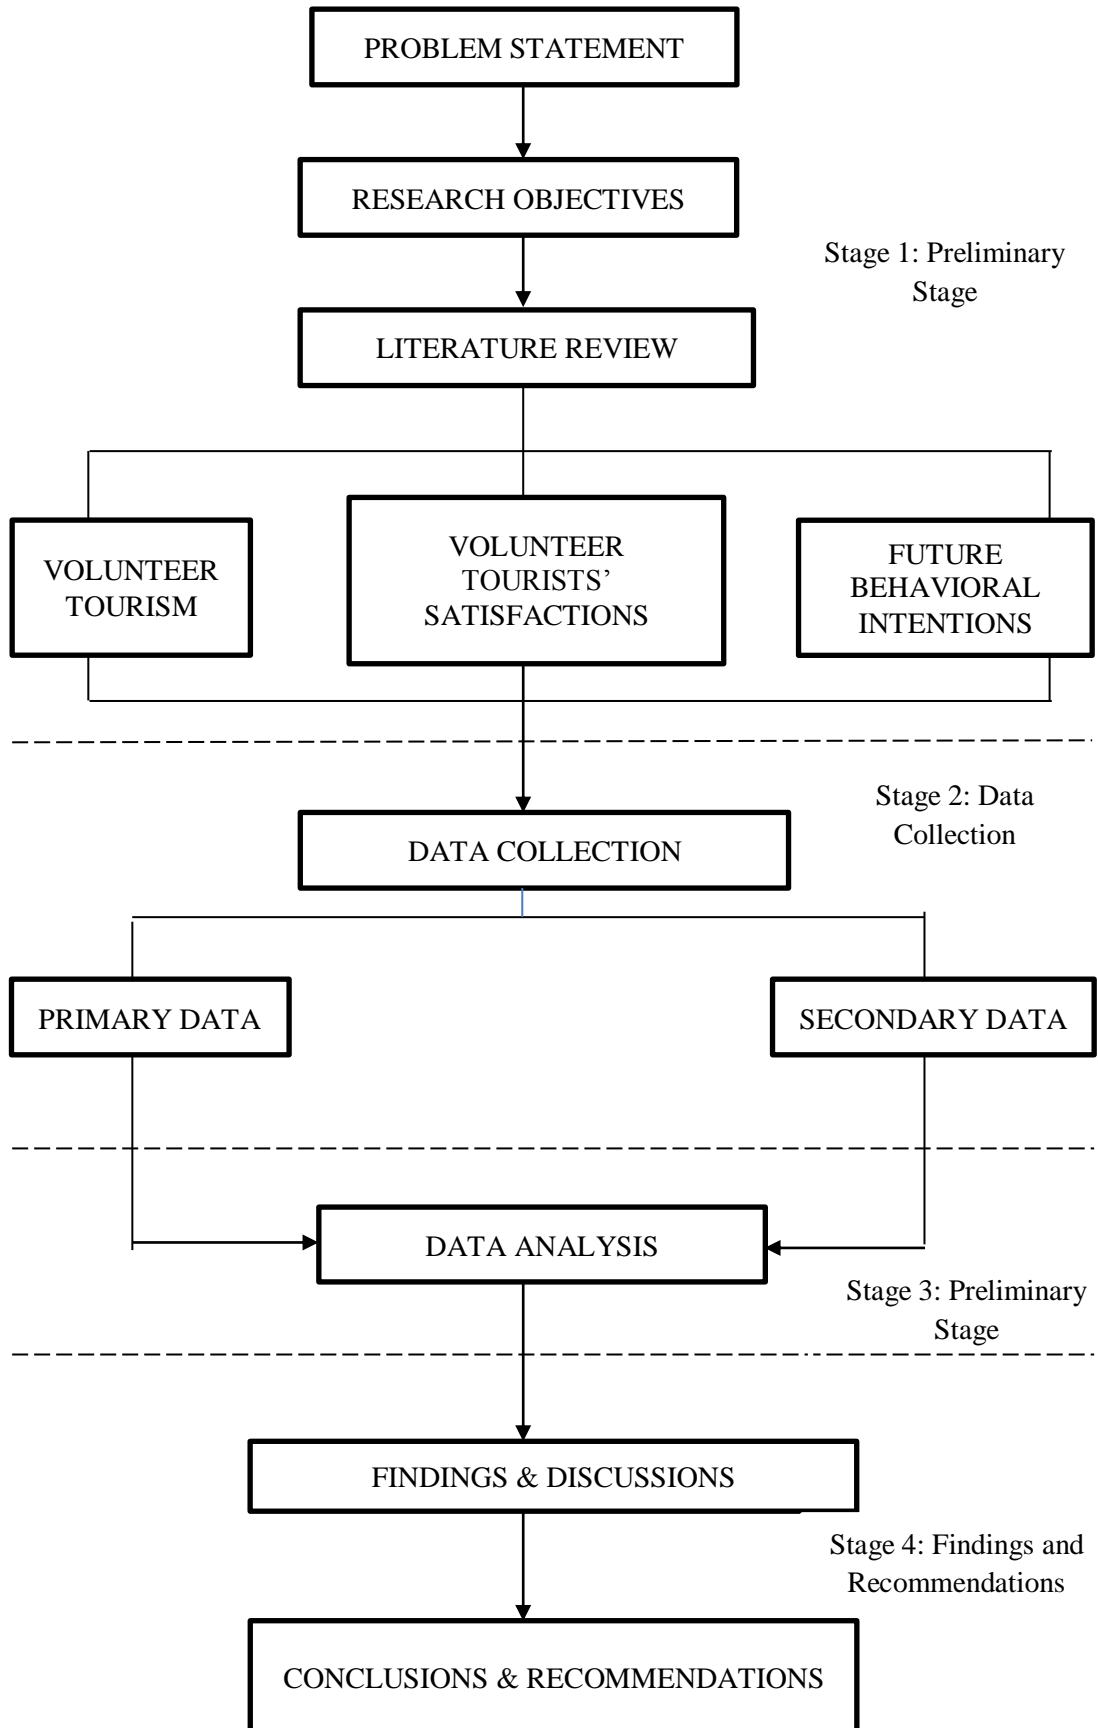 PROBLEM STATEMENT
RESEARCH OBJECTIVES
Stage 1: Preliminary
Stage
LITERATURE REVIEW
VOLUNTEER
TOURISM
VOLUNTEER
TOURISTS’
SATISFACTIONS
FUTURE
BEHAVIORAL
INTENTIONS
Stage 2: Data
Collection
DATA COLLECTION
PRIMARY DATA
SECONDARY DATA
DATA ANALYSIS
Stage 3: Preliminary
Stage
FINDINGS & DISCUSSIONS
Stage 4: Findings and
Recommendations
CONCLUSIONS & RECOMMENDATIONS